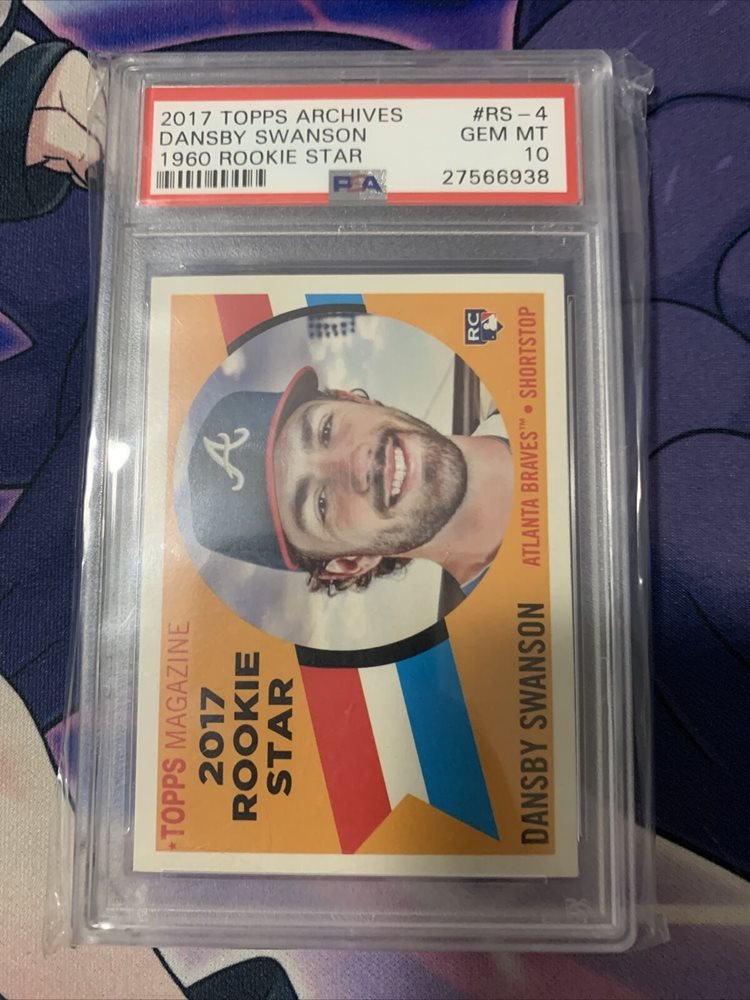 2017 TOPPS ARCHIVES #RS-4
DANSBY SWANSON GEM MT
1960 ROOKIE STAR 10
PSA 27566938
★TOPPS MAGAZINE
2017
ROOKIE
STAR
A
RC
DANSBY SWANSON
ATLANTA BRAVES™ • SHORTSTOP